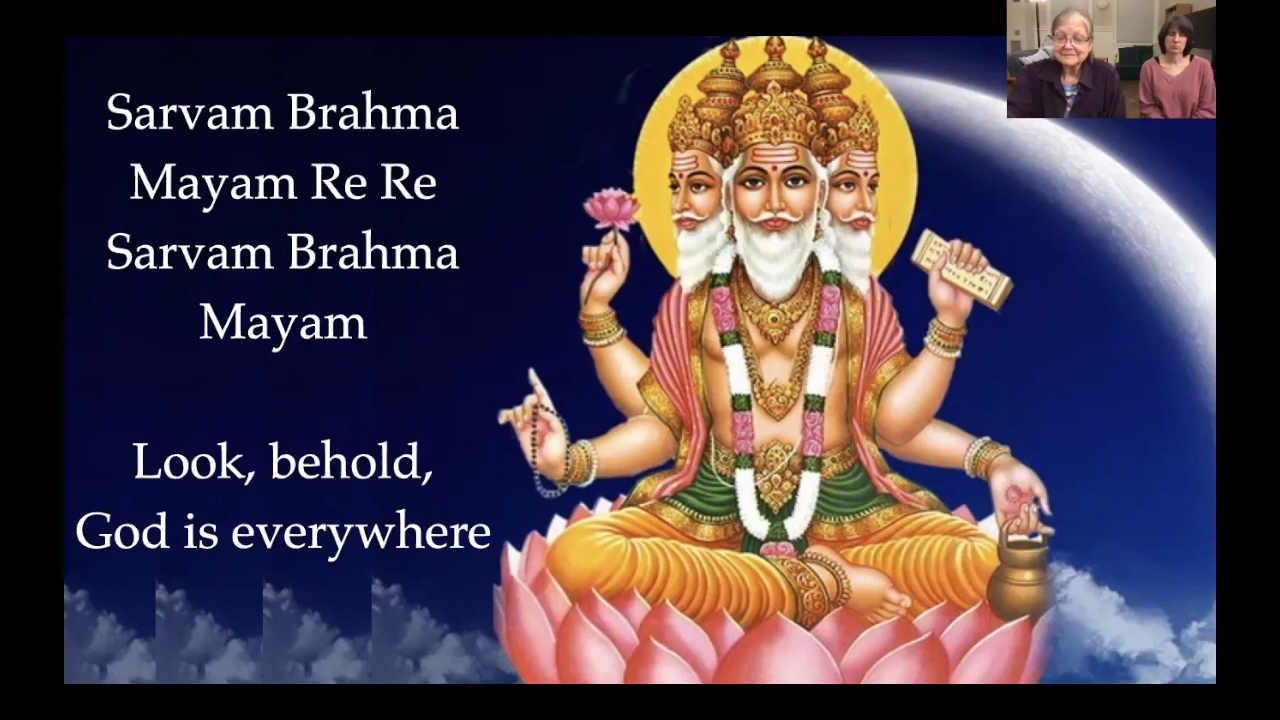 Sarvam Brahma
Mayam Re Re
Sarvam Brahma
Mayam
Look, behold,
God is everywhere